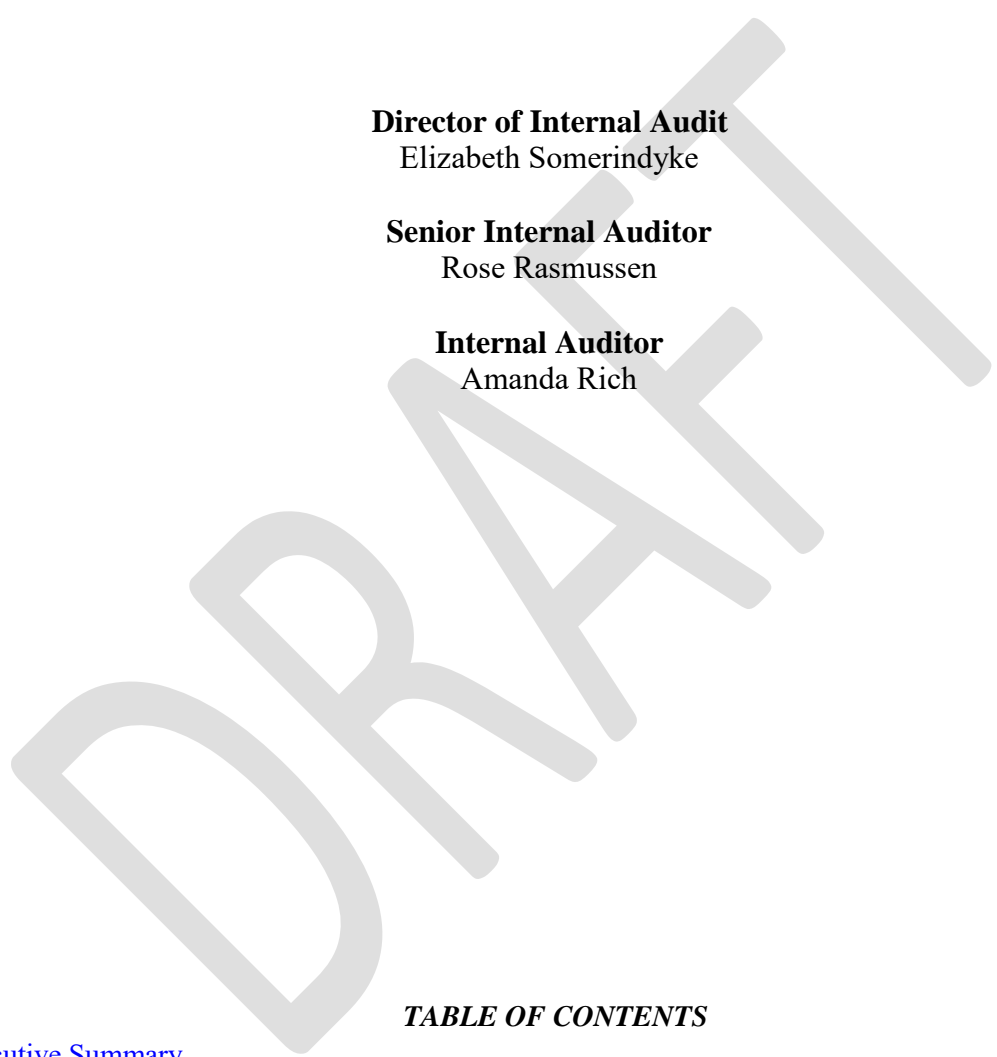 Director of Internal Audit
Elizabeth Somerindyke
Senior Internal Auditor
Rose Rasmussen
Internal Auditor
Amanda Rich
DRAFT
TABLE OF CONTENTS
Summary